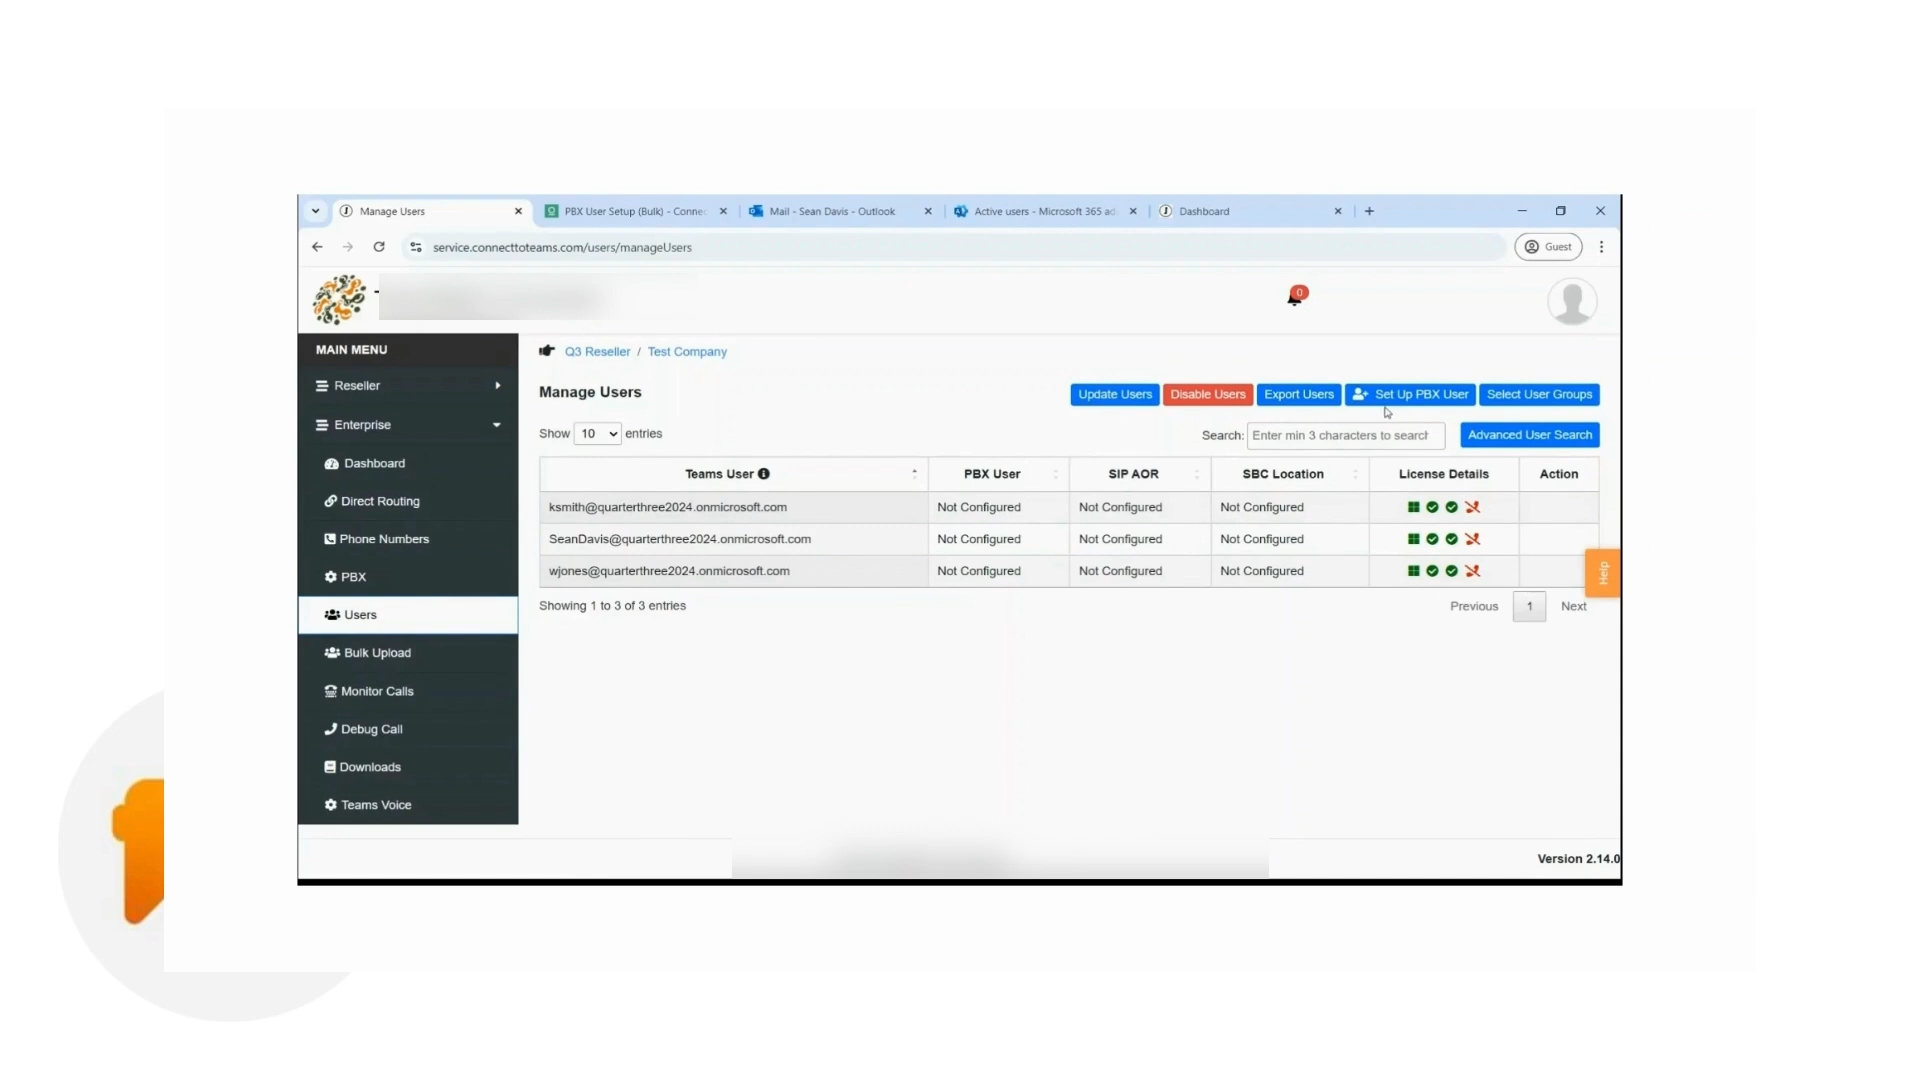 Manage Users
PBX User Setup (Bulk) - Connec
Mail - Sean Davis - Outlook
Active users - Microsoft 365 ad
Dashboard
service.connecttoteams.com/users/manageUsers
Guest
0
MAIN MENU
Reseller
Enterprise
Dashboard
Direct Routing
Phone Numbers
PBX
Users
Bulk Upload
Monitor Calls
Debug Call
Downloads
Teams Voice
Q3 Reseller / Test Company
Manage Users
Update Users
Disable Users
Export Users
Set Up PBX User
Select User Groups
Show 10 entries
Search: Enter min 3 characters to search
Advanced User Search
Teams User PBX User SIP AOR SBC Location License Details Action
ksmith@quarterthree2024.onmicrosoft.com Not Configured Not Configured Not Configured
SeanDavis@quarterthree2024.onmicrosoft.com Not Configured Not Configured Not Configured
wjones@quarterthree2024.onmicrosoft.com Not Configured Not Configured Not Configured
Help
Showing 1 to 3 of 3 entries
Previous 1 Next
Version 2.14.0